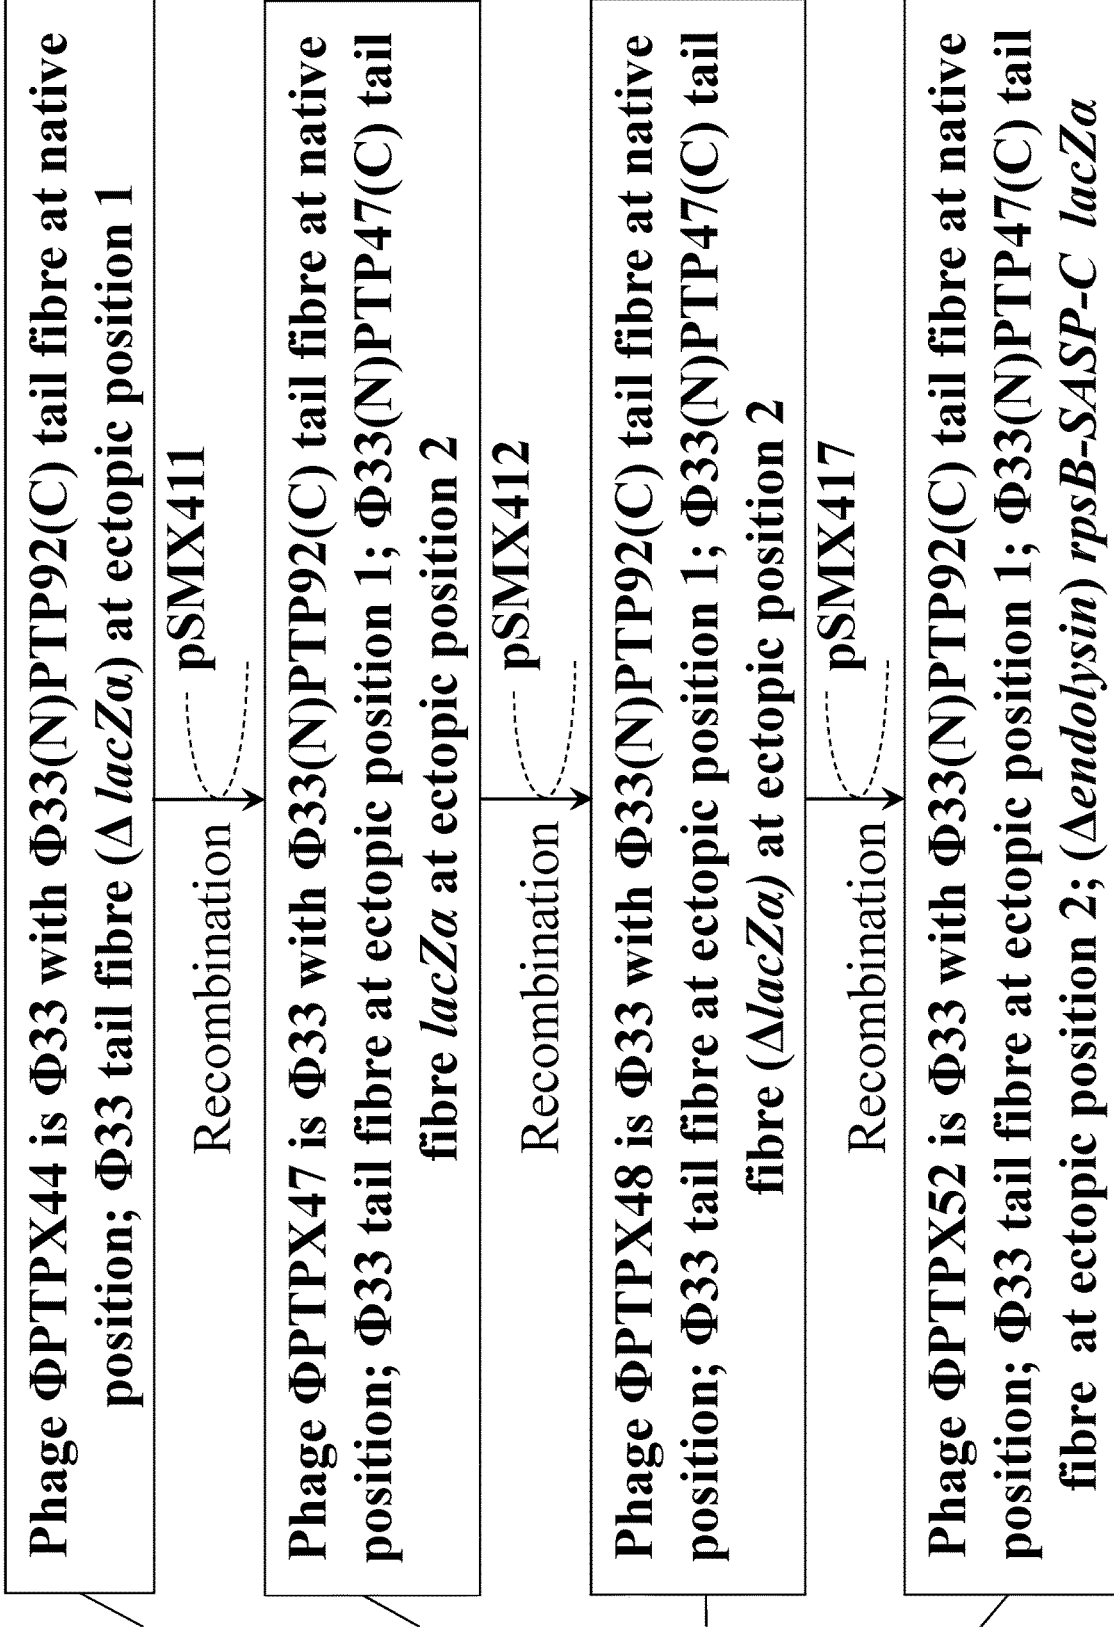 Phage ΦPTPX44 is Φ33 with Φ33(N)PTP92(C) tail fibre at native
position; Φ33 tail fibre (Δ lacZα) at ectopic position 1
Recombination
pSMX411
Phage ΦPTPX47 is Φ33 with Φ33(N)PTP92(C) tail fibre at native
position; Φ33 tail fibre at ectopic position 1; Φ33(N)PTP47(C) tail
fibre lacZα at ectopic position 2
Recombination
pSMX412
Phage ΦPTPX48 is Φ33 with Φ33(N)PTP92(C) tail fibre at native
position; Φ33 tail fibre at ectopic position 1; Φ33(N)PTP47(C) tail
fibre (ΔlacZα) at ectopic position 2
Recombination
pSMX417
Phage ΦPTPX52 is Φ33 with Φ33(N)PTP92(C) tail fibre at native
position; Φ33 tail fibre at ectopic position 1; Φ33(N)PTP47(C) tail
fibre at ectopic position 2; (Δendolysin) rpsB-SASP-C lacZα